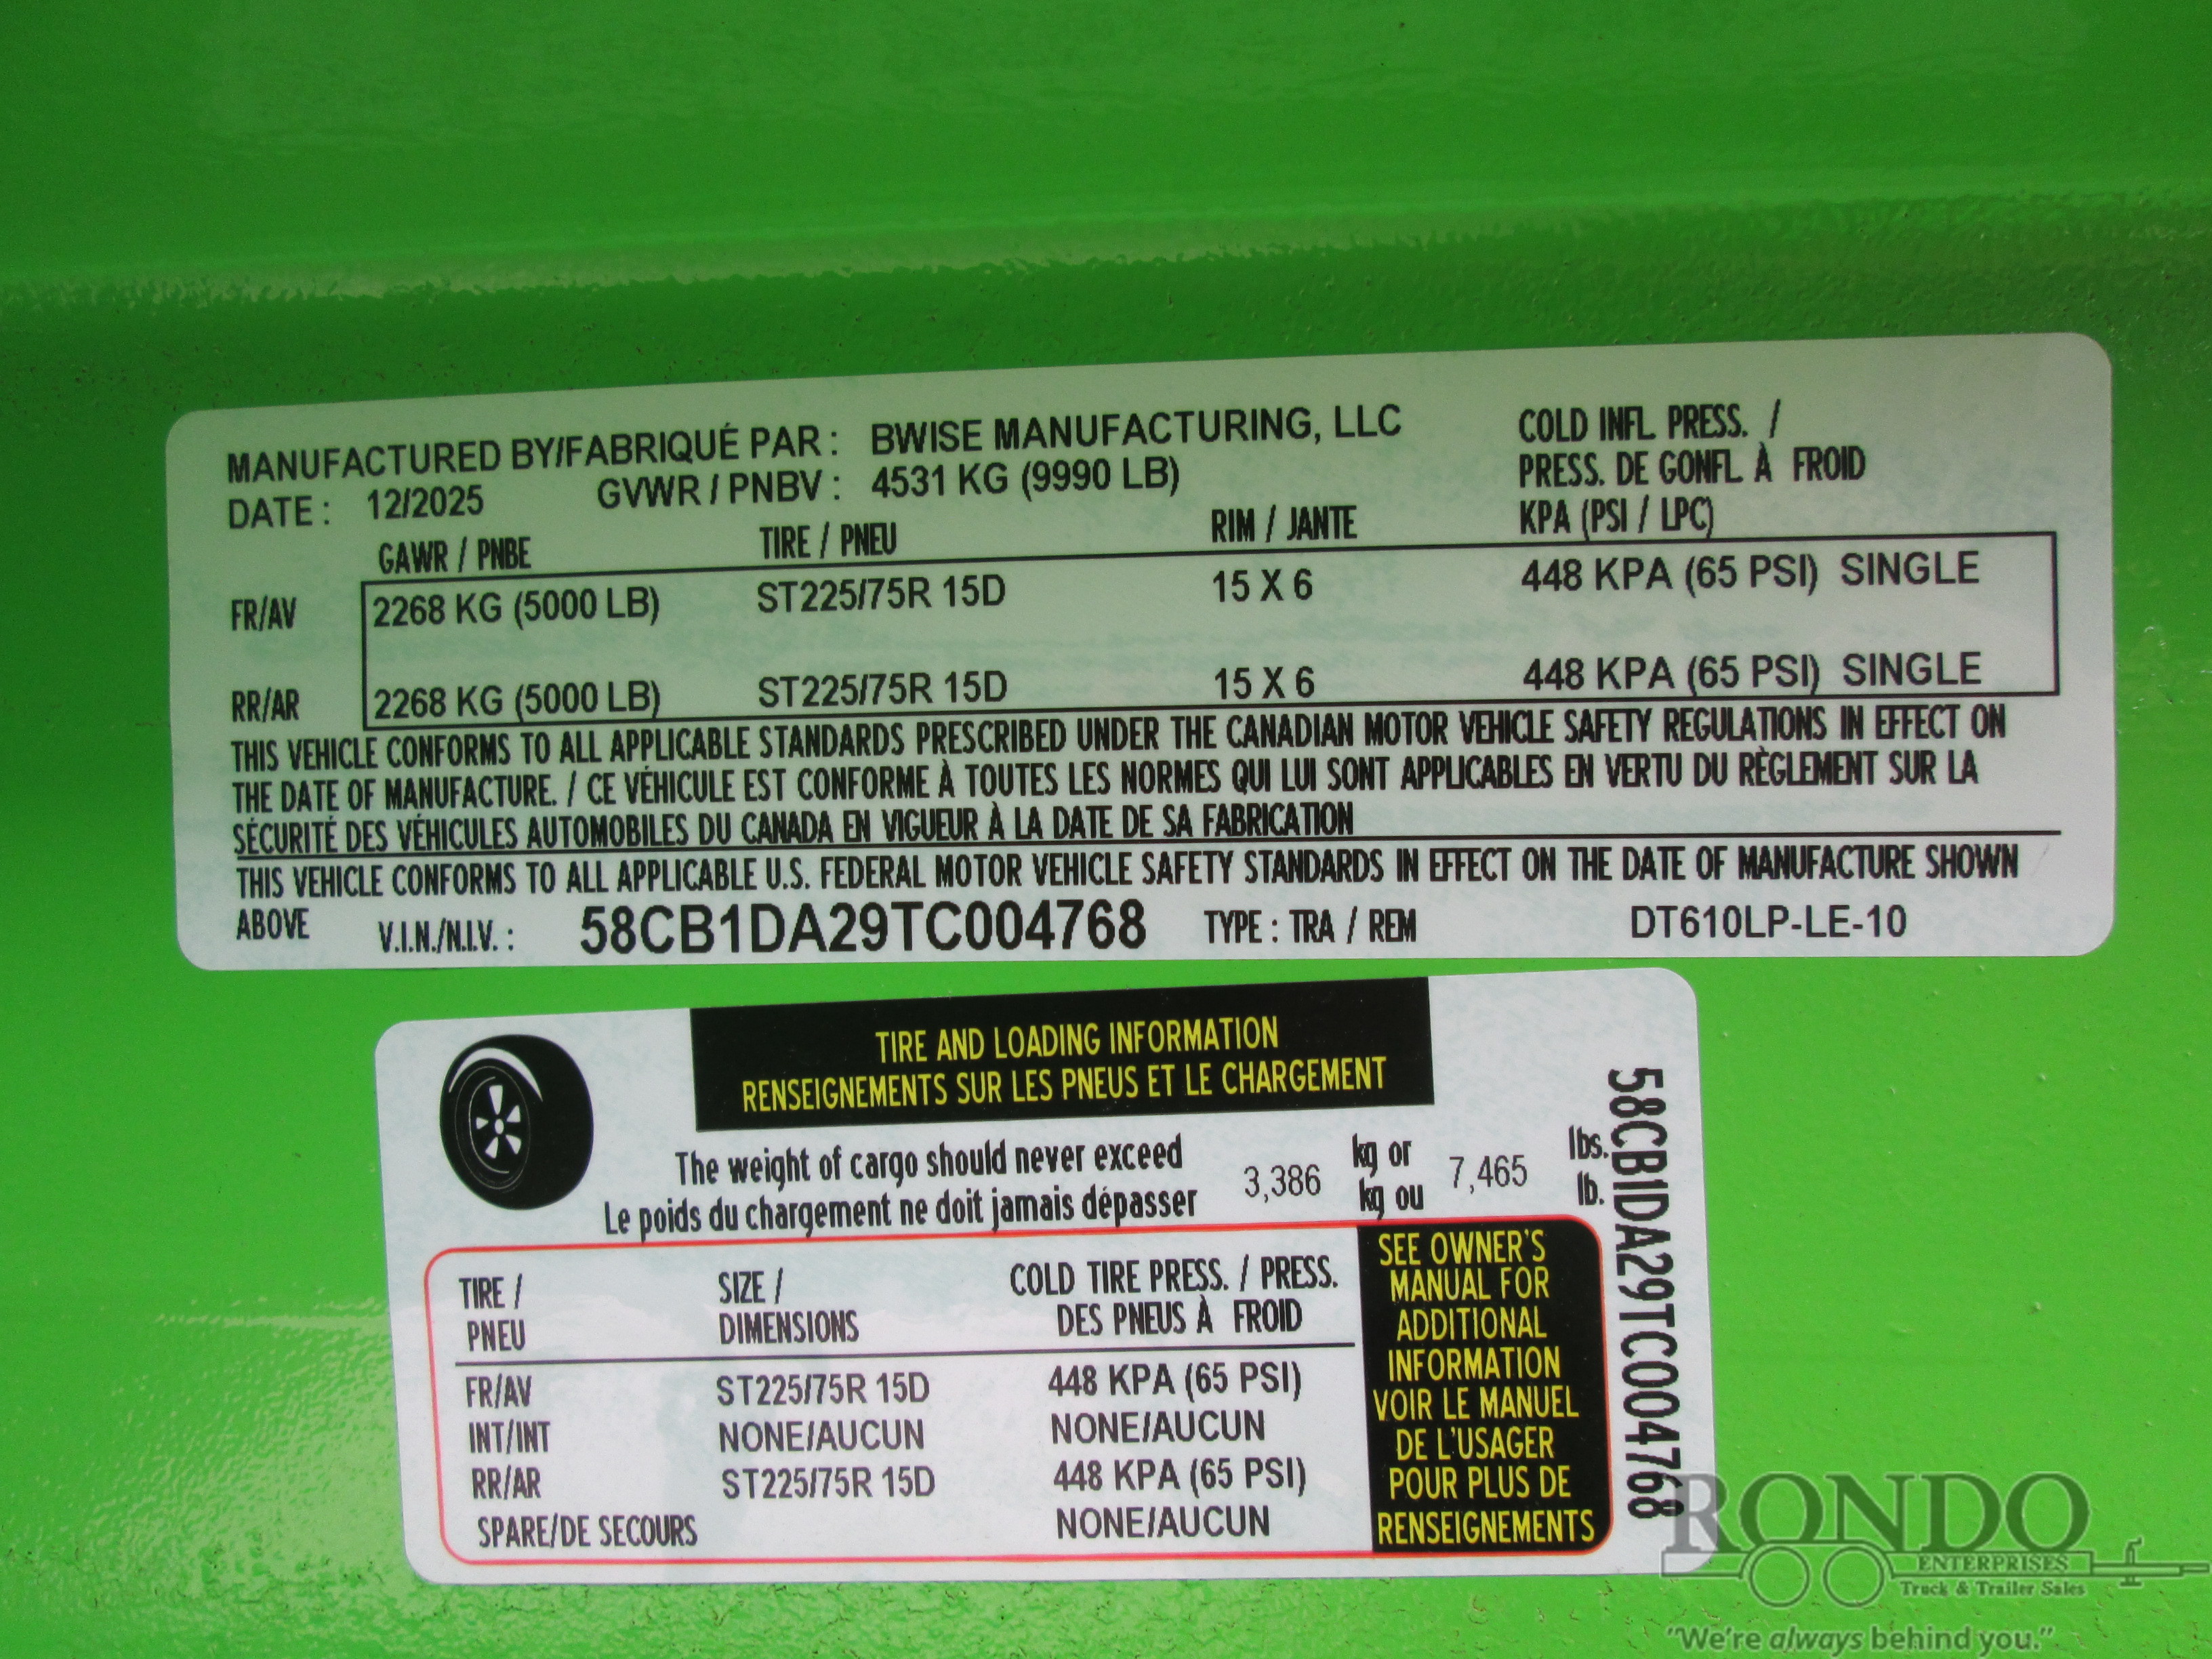 MANUFACTURED BY/FABRIQUÉ PAR : BWISE MANUFACTURING, LLC
DATE : 12/2025 GVWR / PNBV : 4531 KG (9990 LB)
COLD INFL. PRESS. /
PRESS. DE GONFL. À FROID
KPA (PSI / LPC)
GAWR / PNBE TIRE / PNEU RIM / JANTE
FR/AV 2268 KG (5000 LB) ST225/75R 15D 15 X 6 448 KPA (65 PSI) SINGLE
RR/AR 2268 KG (5000 LB) ST225/75R 15D 15 X 6 448 KPA (65 PSI) SINGLE
THIS VEHICLE CONFORMS TO ALL APPLICABLE STANDARDS PRESCRIBED UNDER THE CANADIAN MOTOR VEHICLE SAFETY REGULATIONS IN EFFECT ON
THE DATE OF MANUFACTURE. / CE VÉHICULE EST CONFORME À TOUTES LES NORMES QUI LUI SONT APPLICABLES EN VERTU DU RÈGLEMENT SUR LA
SÉCURITÉ DES VÉHICULES AUTOMOBILES DU CANADA EN VIGUEUR À LA DATE DE SA FABRICATION
THIS VEHICLE CONFORMS TO ALL APPLICABLE U.S. FEDERAL MOTOR VEHICLE SAFETY STANDARDS IN EFFECT ON THE DATE OF MANUFACTURE SHOWN
ABOVE V.I.N./N.I.V. : 58CB1DA29TC004768 TYPE : TRA / REM DT610LP-LE-10
TIRE AND LOADING INFORMATION
RENSEIGNEMENTS SUR LES PNEUS ET LE CHARGEMENT
The weight of cargo should never exceed
Le poids du chargement ne doit jamais dépasser
3,386
kg or
kg ou
7,465
lbs.
lb.
58CB1DA29TC004768
TIRE /
PNEU
SIZE /
DIMENSIONS
COLD TIRE PRESS. / PRESS.
DES PNEUS À FROID
FR/AV ST225/75R 15D 448 KPA (65 PSI)
INT/INT NONE/AUCUN NONE/AUCUN
RR/AR ST225/75R 15D 448 KPA (65 PSI)
SPARE/DE SECOURS NONE/AUCUN
SEE OWNER'S
MANUAL FOR
ADDITIONAL
INFORMATION
VOIR LE MANUEL
DE L'USAGER
POUR PLUS DE
RENSEIGNEMENTS
RONDO
ENTERPRISES
Truck & Trailer Sales
"We're always behind you."